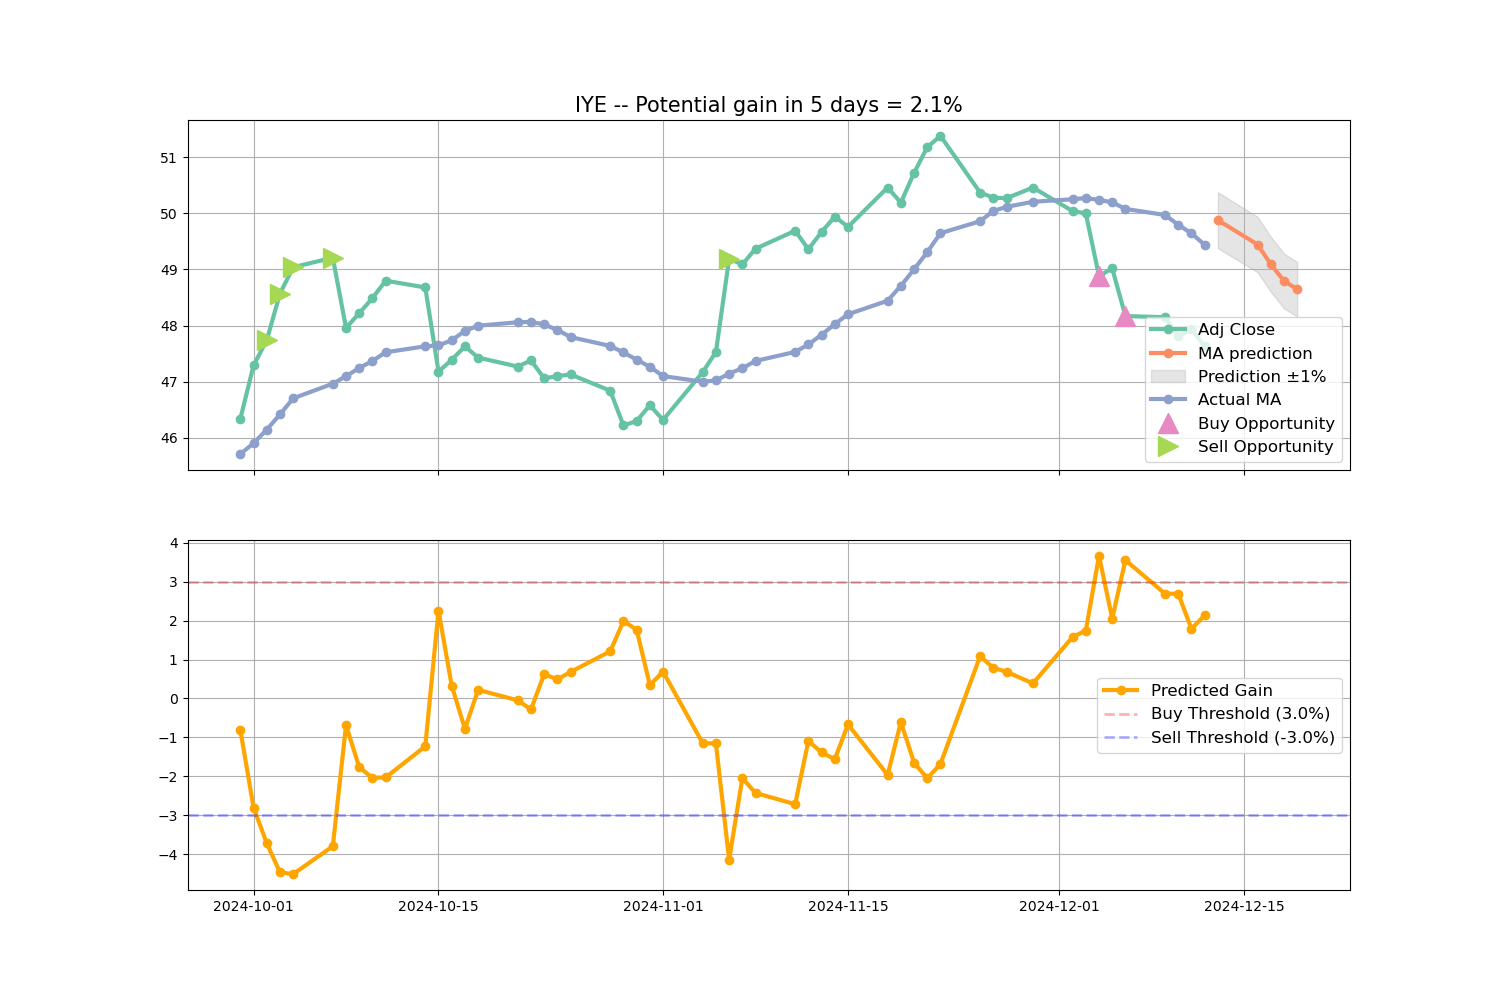 IYE -- Potential gain in 5 days = 2.1%
51
50
49
48
47
46
Adj Close
MA prediction
Prediction ±1%
Actual MA
Buy Opportunity
Sell Opportunity
4
3
2
1
0
−1
−2
−3
−4
Predicted Gain
Buy Threshold (3.0%)
Sell Threshold (-3.0%)
2024-10-01
2024-10-15
2024-11-01
2024-11-15
2024-12-01
2024-12-15